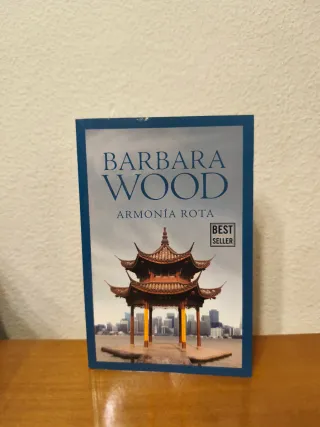 BARBARA
WOOD
ARMONÍA ROTA
BEST
SELLER